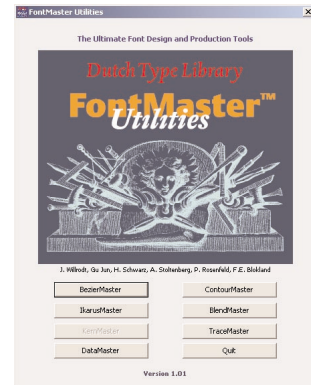 FontMaster Utilities
The Ultimate Font Design and Production Tools
Dutch Type Library
FontMaster™
Utilities
J. Willrodt, Gu Jun, H. Schwarz, A. Stoltenberg, P. Rosenfeld, F.E. Blokland
BezierMaster
ContourMaster
IkarusMaster
BlendMaster
KernMaster
TraceMaster
DataMaster
Quit
Version 1.01